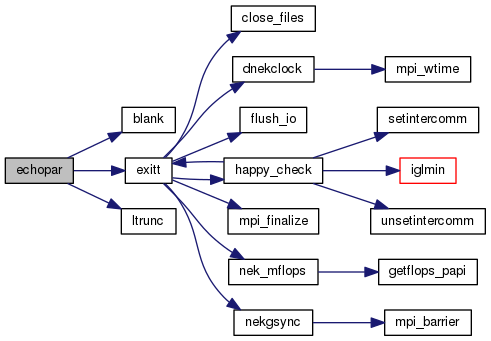 close_files
dnekclock
mpi_wtime
blank
flush_io
setintercomm
echopar
exitt
happy_check
iglmin
ltrunc
mpi_finalize
unsetintercomm
nek_mflops
getflops_papi
nekgsync
mpi_barrier